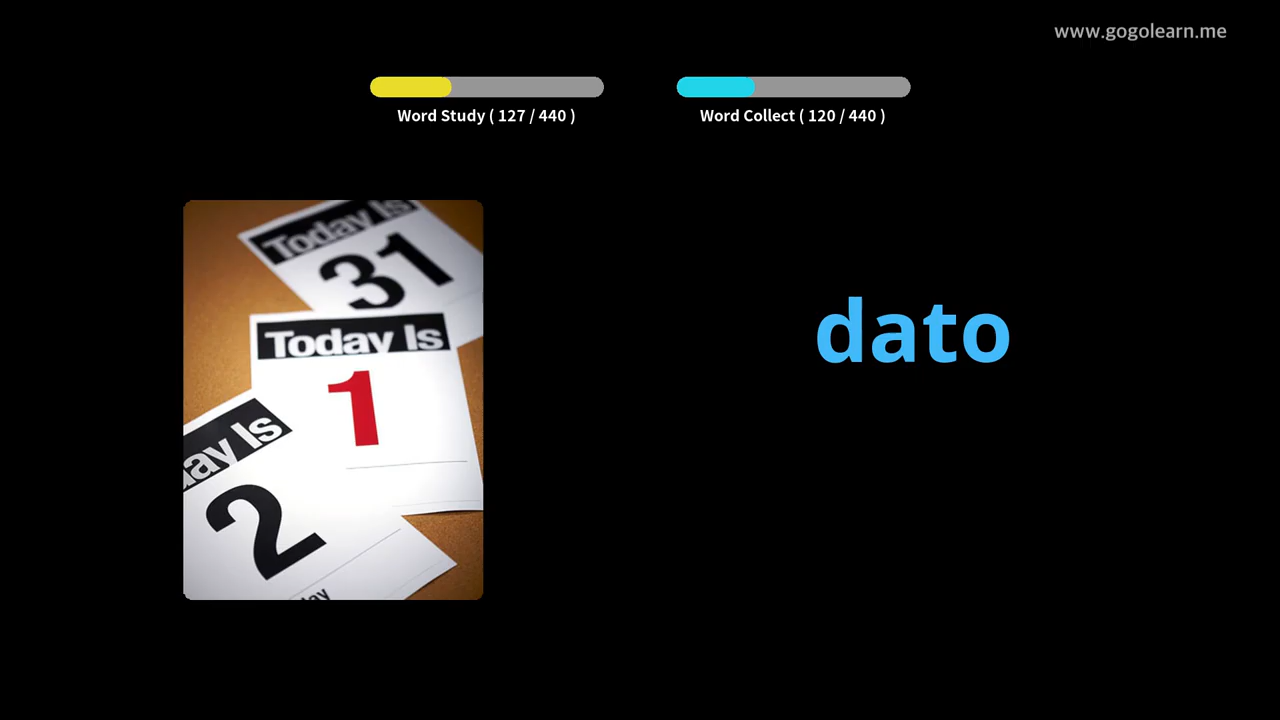 www.gogolearn.me
Word Study ( 127 / 440 )
Word Collect ( 120 / 440 )
Today Is
31
Today Is
1
ay Is
2
ay
dato